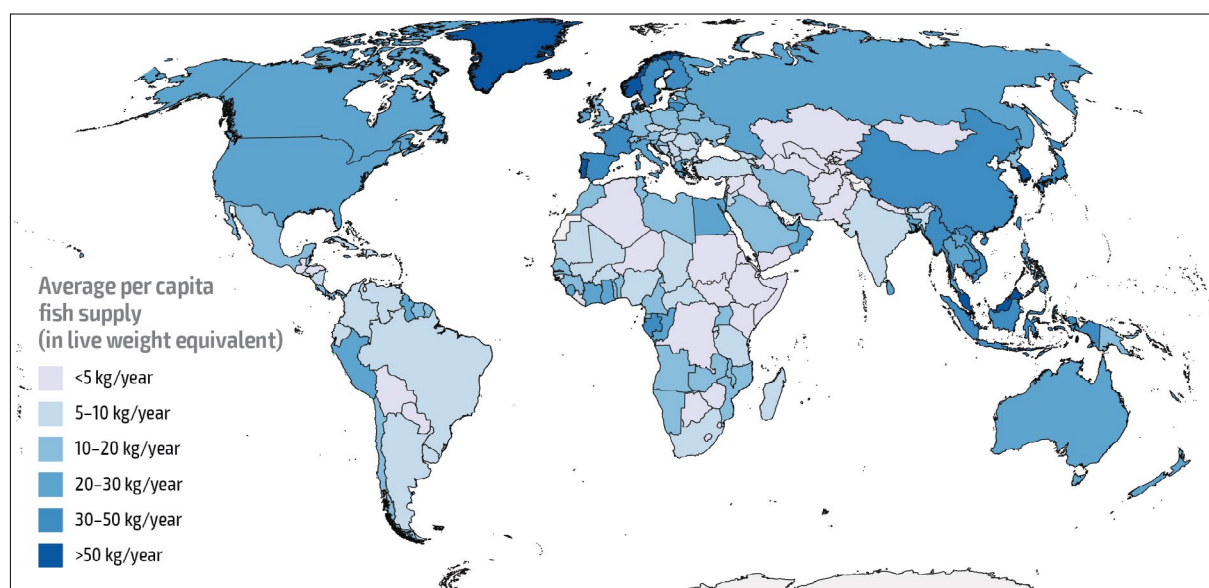 Average per capita
fish supply
(in live weight equivalent)
<5 kg/year
5–10 kg/year
10–20 kg/year
20–30 kg/year
30–50 kg/year
>50 kg/year